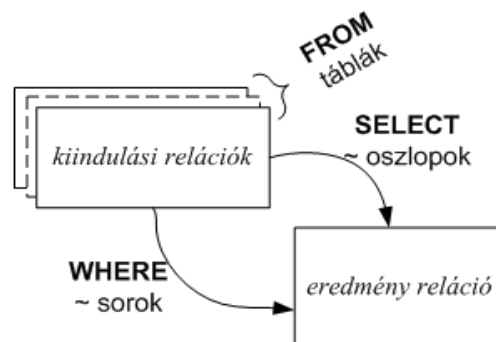 FROM
táblák
kiindulási relációk
SELECT
~ oszlopok
WHERE
~ sorok
eredmény reláció